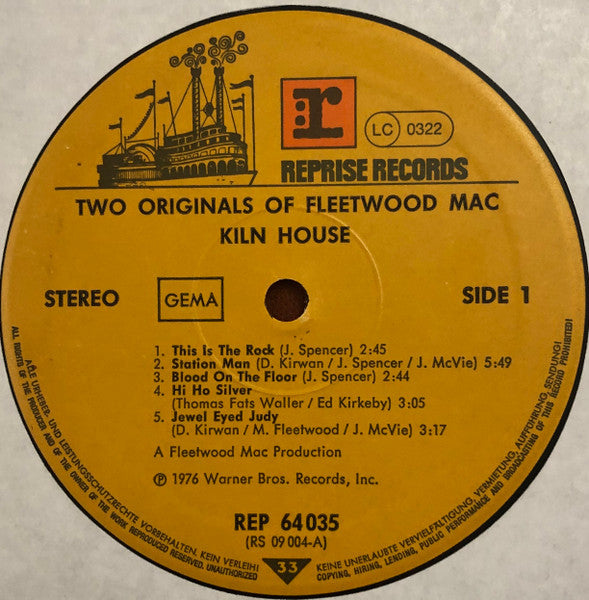 r
LC 0322
REPRISE RECORDS
TWO ORIGINALS OF FLEETWOOD MAC
KILN HOUSE
STEREO
GEMA
SIDE 1
1. This Is The Rock (J. Spencer) 2:45
2. Station Man (D. Kirwan / J. Spencer / J. McVie) 5:49
3. Blood On The Floor (J. Spencer) 2:44
4. Hi Ho Silver
(Thomas Fats Waller / Ed Kirkeby) 3:05
5. Jewel Eyed Judy
(D. Kirwan / M. Fleetwood / J. McVie) 3:17
A Fleetwood Mac Production
℗ 1976 Warner Bros. Records, Inc.
REP 64 035
(RS 09 004-A)
33
ALLE URHEBER- UND LEISTUNGSSCHUTZRECHTE VORBEHALTEN. KEIN VERLEIH!
ALL RIGHTS OF THE PRODUCER AND OF THE OWNER OF THE WORK REPRODUCED RESERVED. UNAUTHORIZED
KEINE UNERLAUBTE VERVIELFÄLTIGUNG, VERMIETUNG, AUFFÜHRUNG, SENDUNG!
COPYING, HIRING, LENDING, PUBLIC PERFORMANCE AND BROADCASTING OF THIS RECORD PROHIBITED!